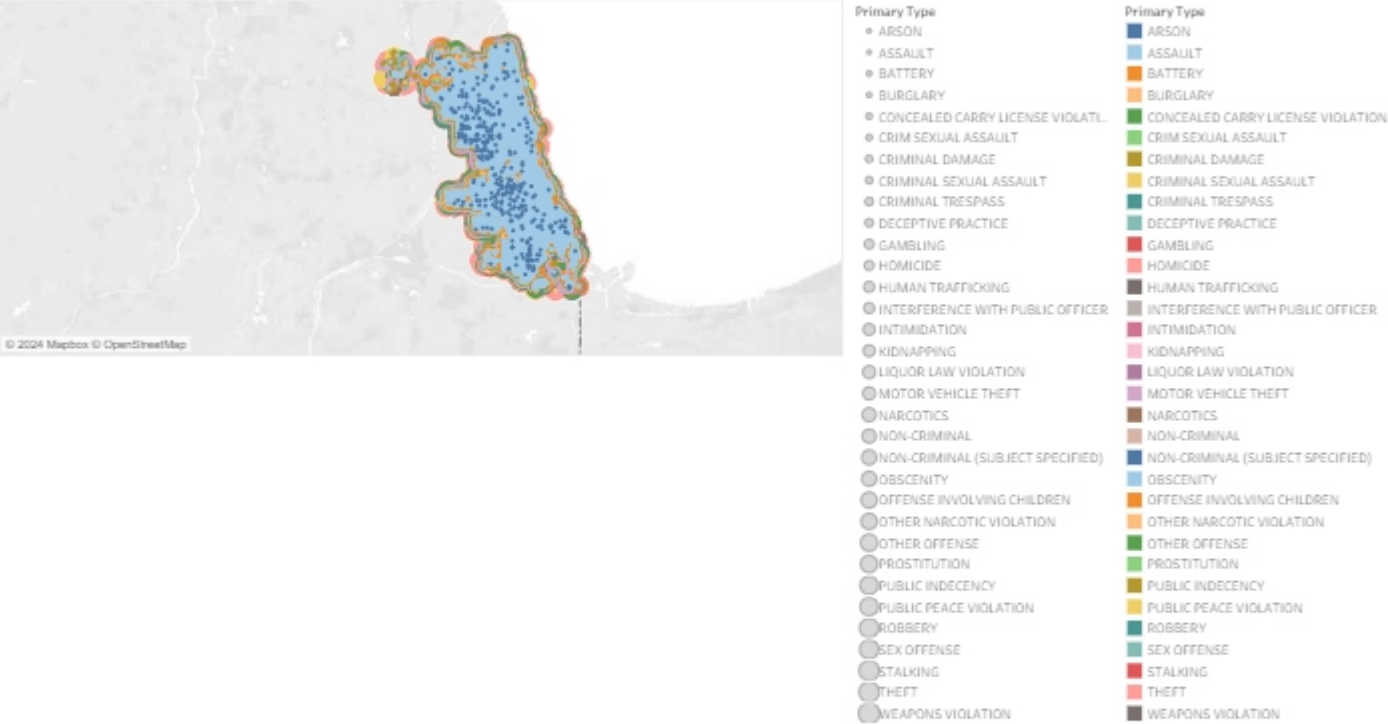 Primary Type
ARSON
ASSAULT
BATTERY
BURGLARY
CONCEALED CARRY LICENSE VIOLATI..
CRIM SEXUAL ASSAULT
CRIMINAL DAMAGE
CRIMINAL SEXUAL ASSAULT
CRIMINAL TRESPASS
DECEPTIVE PRACTICE
GAMBLING
HOMICIDE
HUMAN TRAFFICKING
INTERFERENCE WITH PUBLIC OFFICER
INTIMIDATION
KIDNAPPING
LIQUOR LAW VIOLATION
MOTOR VEHICLE THEFT
NARCOTICS
NON-CRIMINAL
NON-CRIMINAL (SUBJECT SPECIFIED)
OBSCENITY
OFFENSE INVOLVING CHILDREN
OTHER NARCOTIC VIOLATION
OTHER OFFENSE
PROSTITUTION
PUBLIC INDECENCY
PUBLIC PEACE VIOLATION
ROBBERY
SEX OFFENSE
STALKING
THEFT
WEAPONS VIOLATION
Primary Type
ARSON
ASSAULT
BATTERY
BURGLARY
CONCEALED CARRY LICENSE VIOLATION
CRIM SEXUAL ASSAULT
CRIMINAL DAMAGE
CRIMINAL SEXUAL ASSAULT
CRIMINAL TRESPASS
DECEPTIVE PRACTICE
GAMBLING
HOMICIDE
HUMAN TRAFFICKING
INTERFERENCE WITH PUBLIC OFFICER
INTIMIDATION
KIDNAPPING
LIQUOR LAW VIOLATION
MOTOR VEHICLE THEFT
NARCOTICS
NON-CRIMINAL
NON-CRIMINAL (SUBJECT SPECIFIED)
OBSCENITY
OFFENSE INVOLVING CHILDREN
OTHER NARCOTIC VIOLATION
OTHER OFFENSE
PROSTITUTION
PUBLIC INDECENCY
PUBLIC PEACE VIOLATION
ROBBERY
SEX OFFENSE
STALKING
THEFT
WEAPONS VIOLATION
© 2024 Mapbox © OpenStreetMap